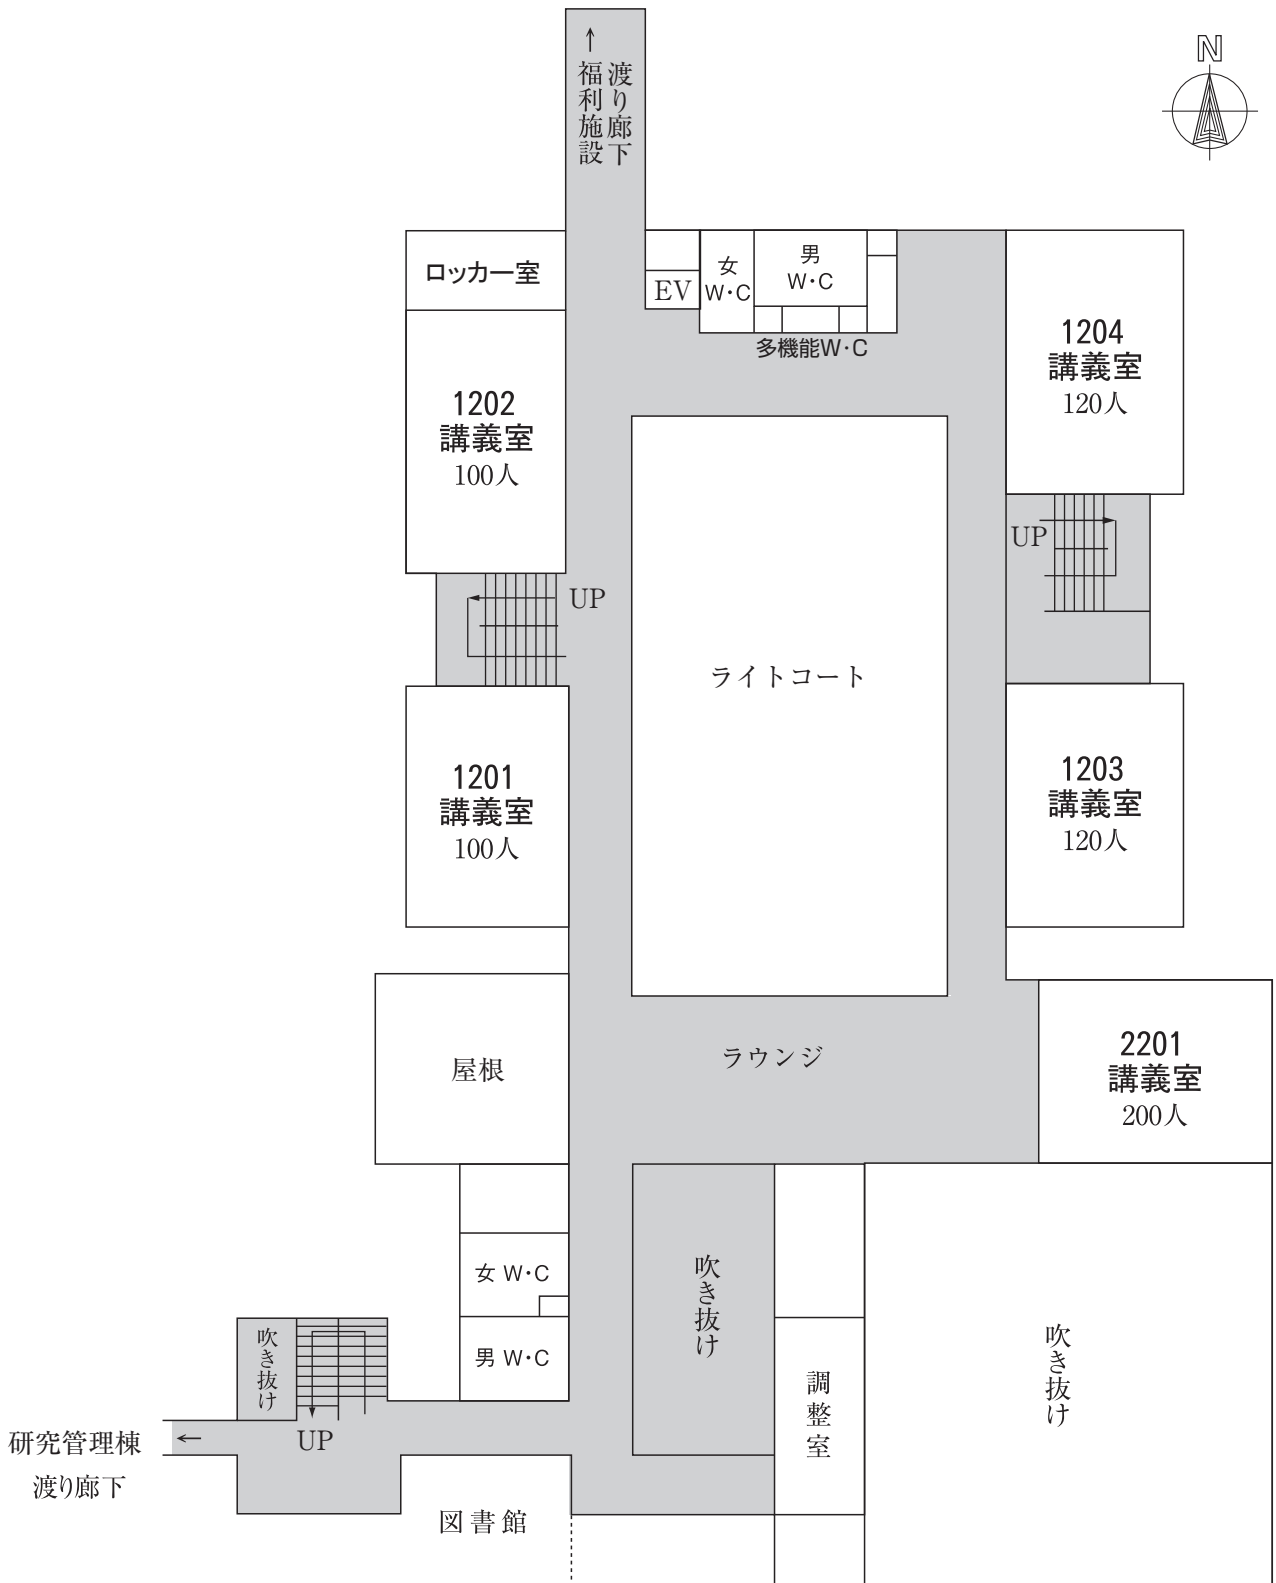 N
↑
渡り廊下
福利施設
ロッカー室
EV
女
W・C
男
W・C
多機能W・C
1204
講義室
120人
1202
講義室
100人
UP
UP
ライトコート
1201
講義室
100人
1203
講義室
120人
屋根
ラウンジ
2201
講義室
200人
女 W・C
男 W・C
吹き抜け
調整室
吹き抜け
吹き抜け
UP
←
研究管理棟
渡り廊下
図書館